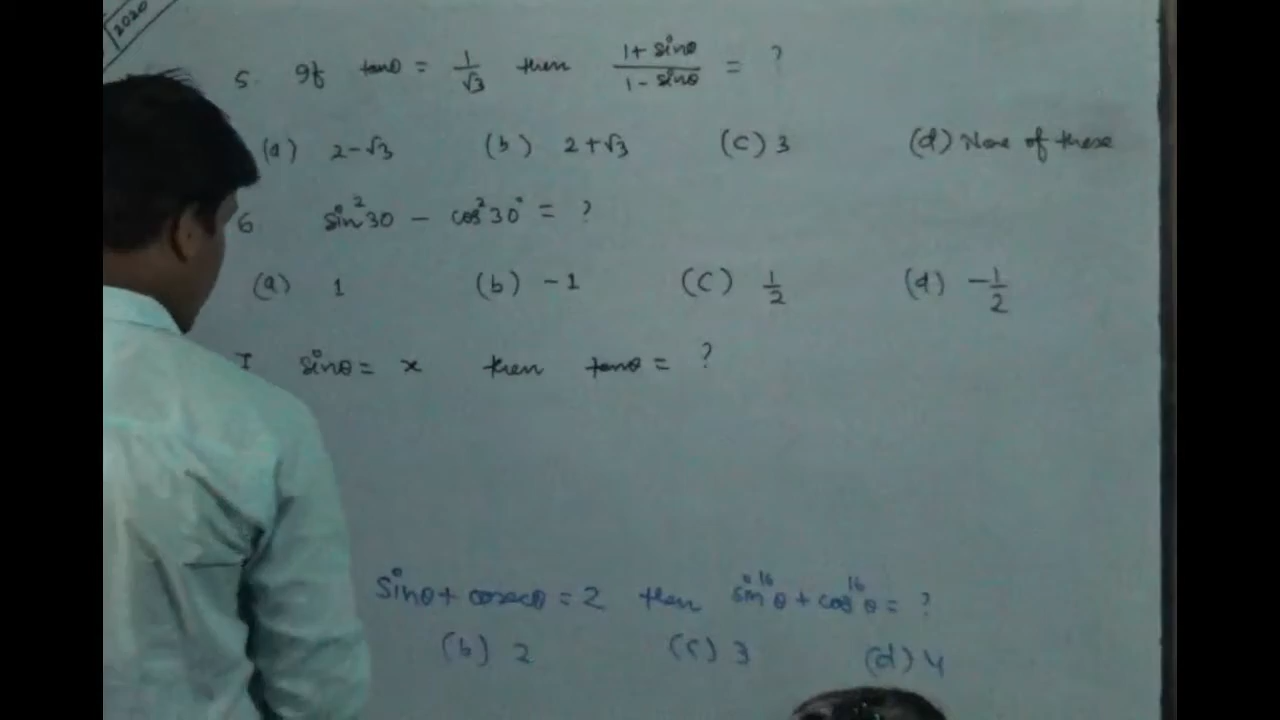 2020
5. If tanθ = 1/√3 then (1 + sinθ)/(1 - sinθ) = ?
(a) 2-√3 (b) 2+√3 (c) 3 (d) None of these
6 sin²30 - cos²30° = ?
(a) 1 (b) -1 (c) 1/2 (d) -1/2
sinθ = x then tanθ = ?
sinθ + cosecθ = 2 then sin¹⁶θ + cos¹⁶θ = ?
(b) 2 (c) 3 (d) 4